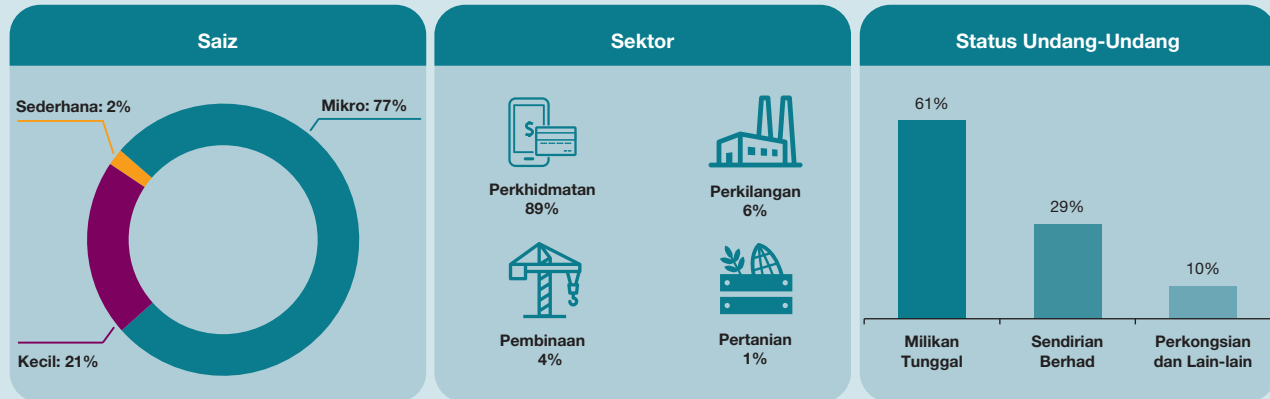 Saiz
Sederhana: 2%
Mikro: 77%
Kecil: 21%
Sektor
$
Perkhidmatan
89%
Perkilangan
6%
Pembinaan
4%
Pertanian
1%
Status Undang-Undang
61%
29%
10%
Milikan
Tunggal
Sendirian
Berhad
Perkongsian
dan Lain-lain